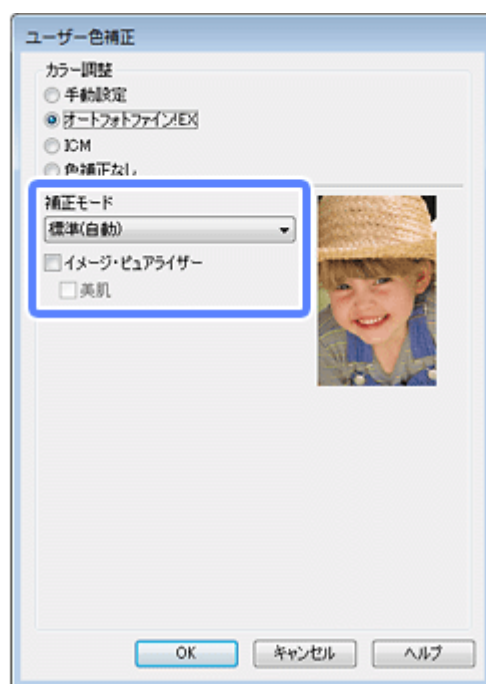 ユーザー色補正
カラー調整
手動設定
オートフォトファイン!EX
ICM
色補正なし
補正モード
標準(自動)
イメージ・ピュアライザー
美肌
OK
キャンセル
ヘルプ